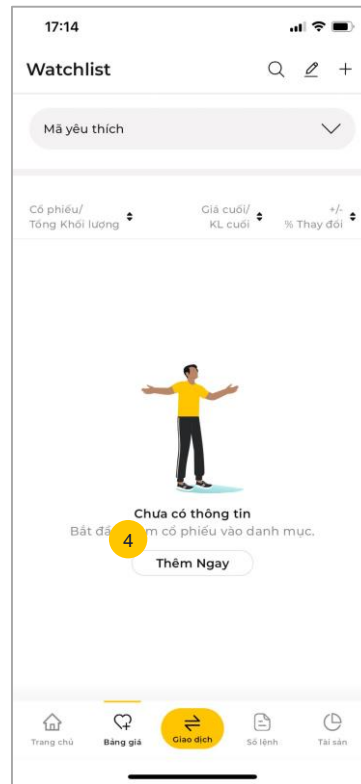 17:14
Watchlist
Mã yêu thích
Cổ phiếu/ Giá cuối/ +/-
Tổng Khối lượng KL cuối % Thay đổi
Chưa có thông tin
Bắt đầ 4 m cổ phiếu vào danh mục.
Thêm Ngay
Trang chủ Bảng giá Giao dịch Sổ lệnh Tài sản